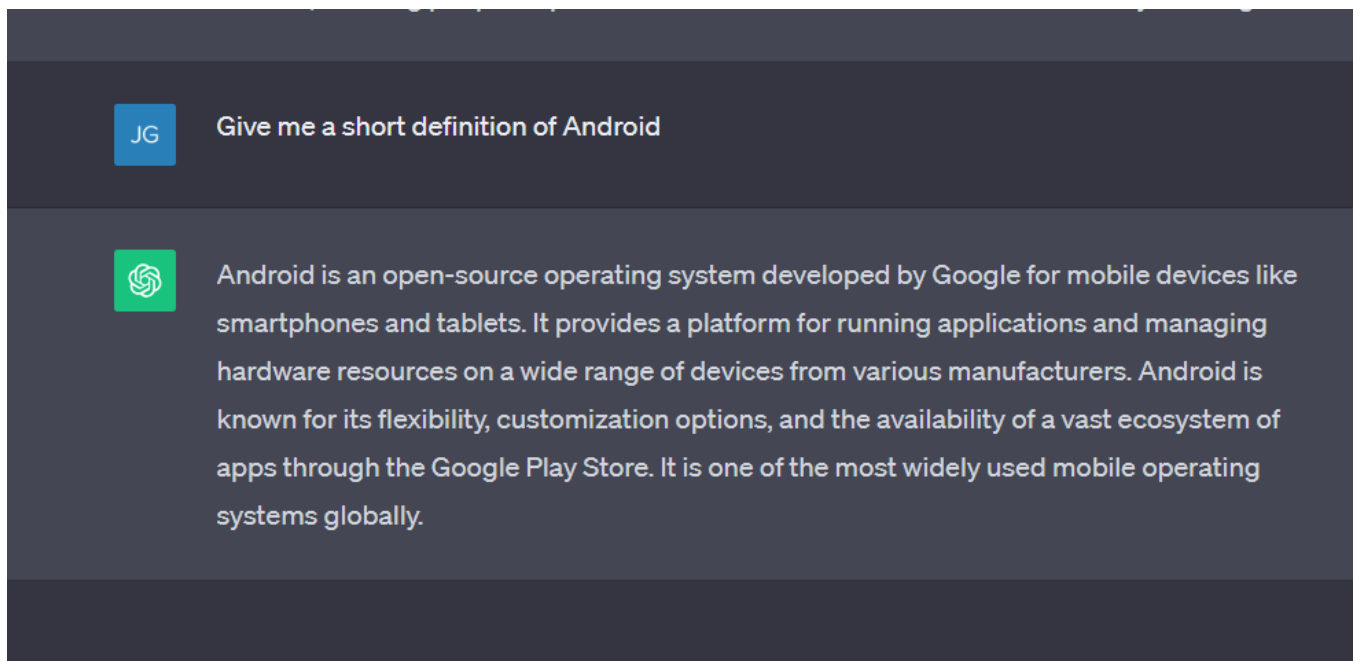 JG
Give me a short definition of Android
Android is an open-source operating system developed by Google for mobile devices like
smartphones and tablets. It provides a platform for running applications and managing
hardware resources on a wide range of devices from various manufacturers. Android is
known for its flexibility, customization options, and the availability of a vast ecosystem of
apps through the Google Play Store. It is one of the most widely used mobile operating
systems globally.